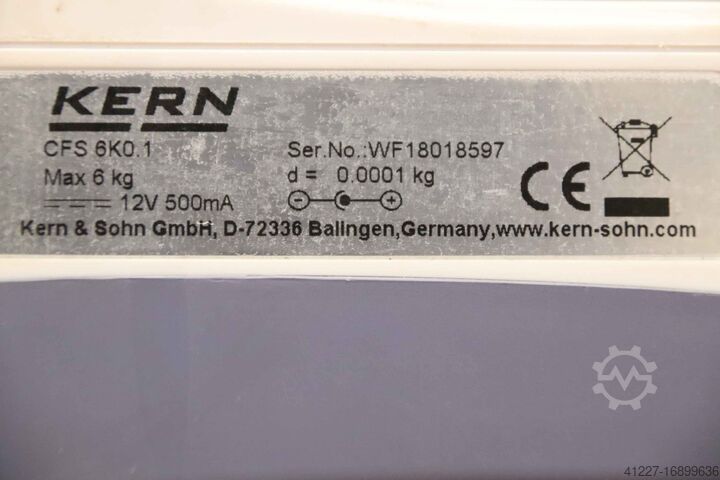 KERN
CFS 6K0.1 Ser.No.:WF18018597
Max 6 kg d = 0.0001 kg
12V 500mA
Kern & Sohn GmbH, D-72336 Balingen,Germany,www.kern-sohn.com
CE
41227-16899636